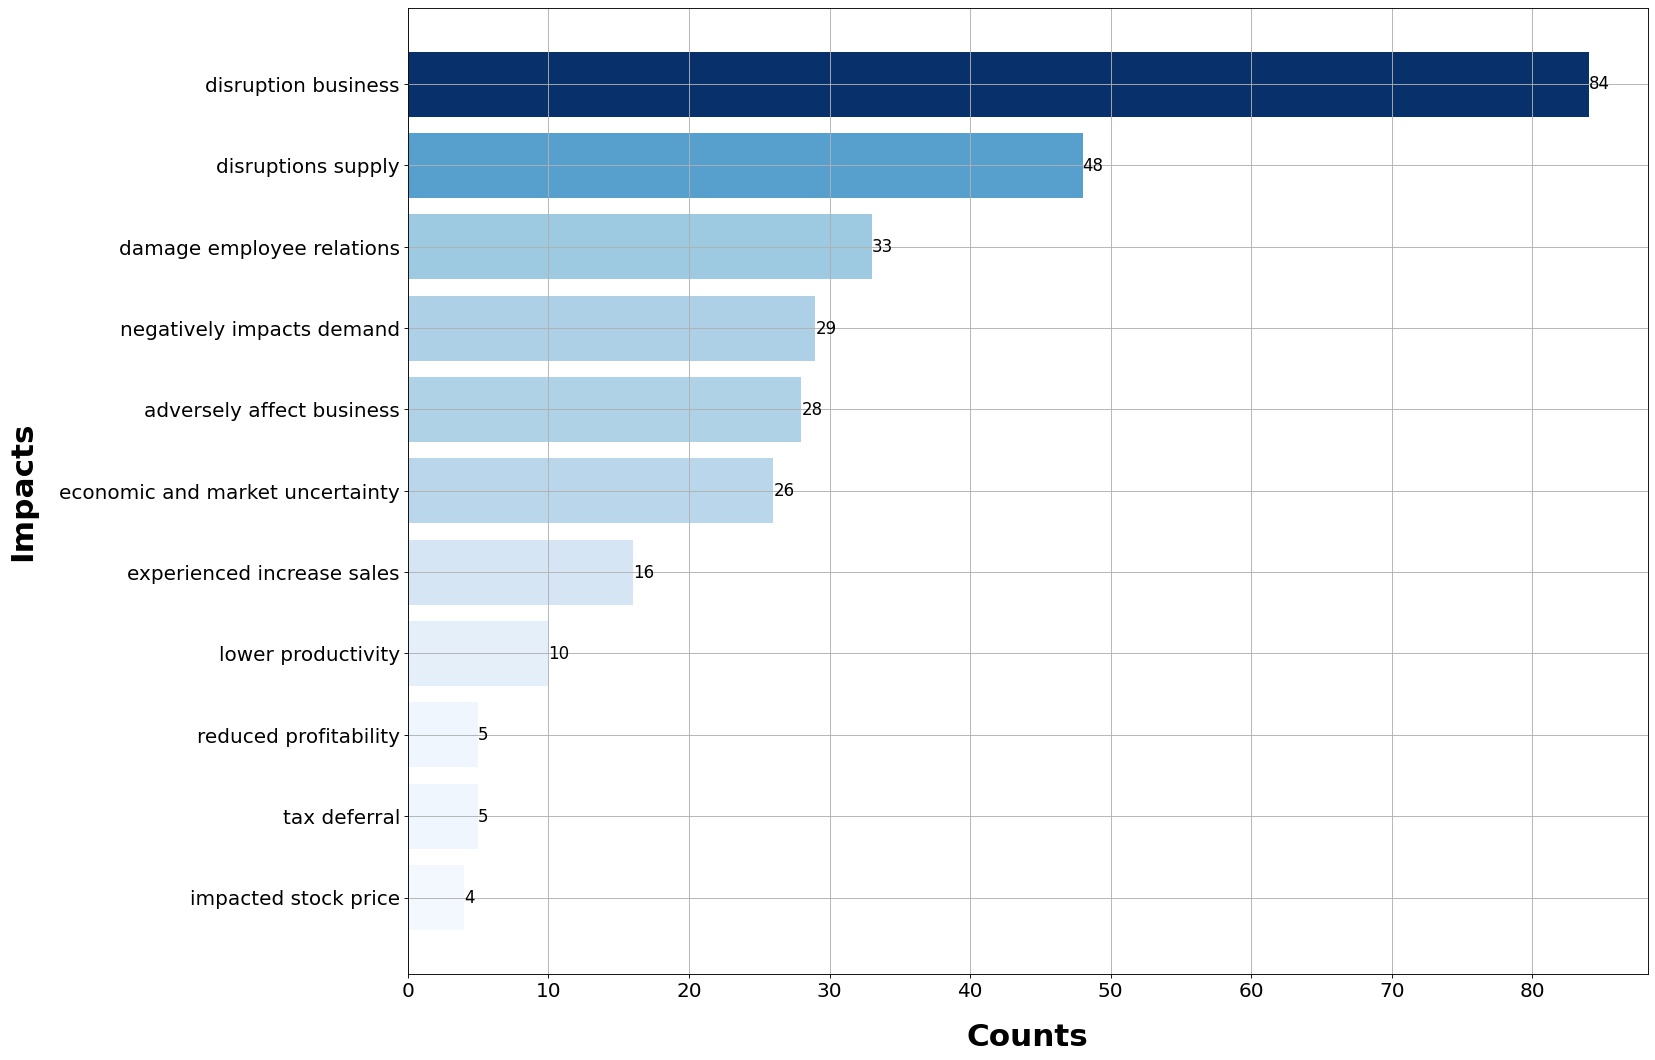 disruption business
84
disruptions supply
48
damage employee relations
33
negatively impacts demand
29
adversely affect business
28
economic and market uncertainty
26
experienced increase sales
16
lower productivity
10
reduced profitability
5
tax deferral
5
impacted stock price
4
Impacts
0 10 20 30 40 50 60 70 80
Counts